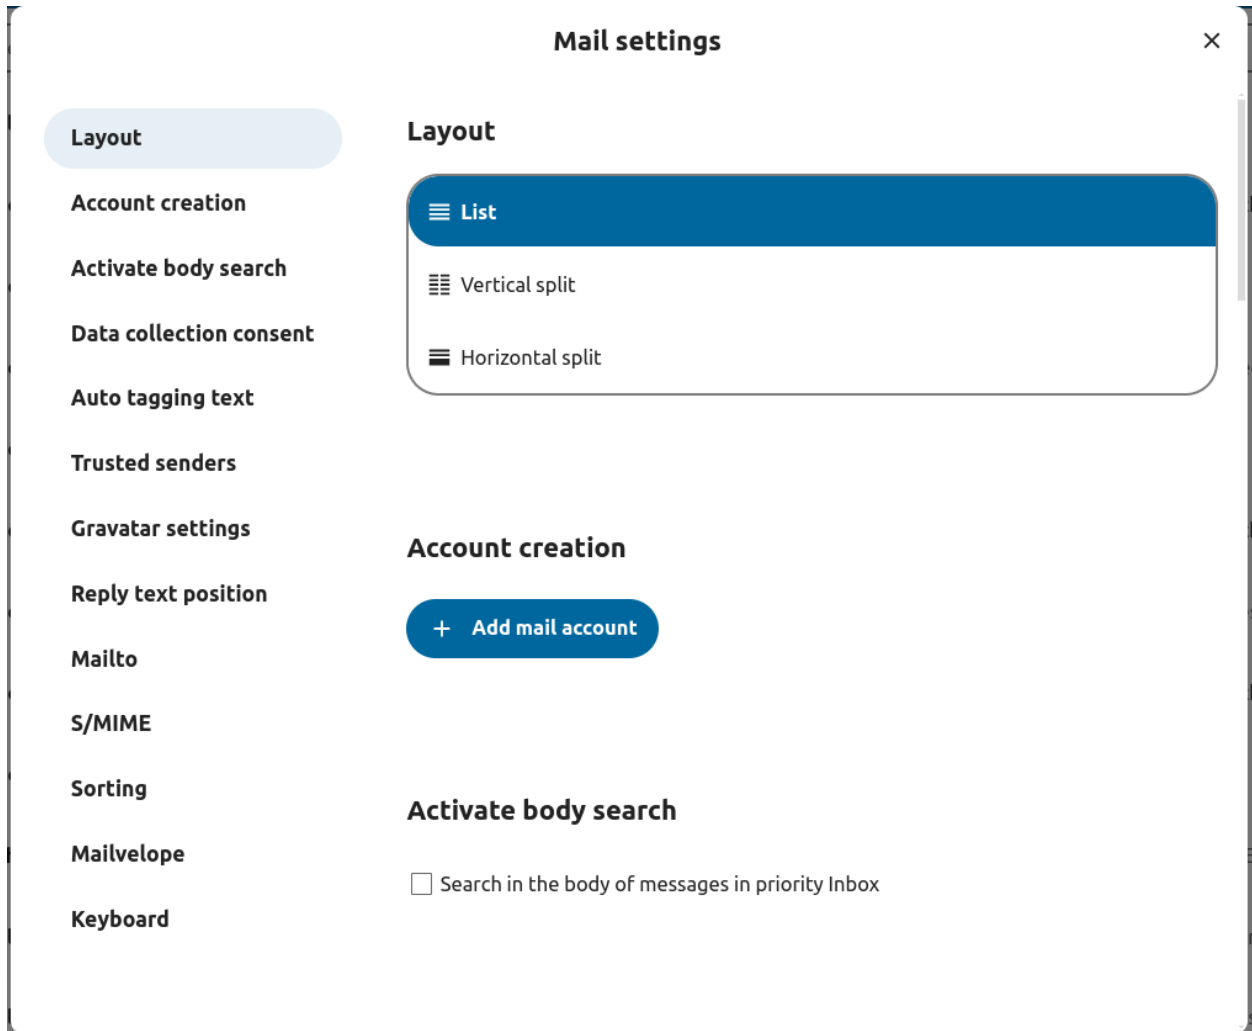 Mail settings
Layout
Account creation
Activate body search
Data collection consent
Auto tagging text
Trusted senders
Gravatar settings
Reply text position
Mailto
S/MIME
Sorting
Mailvelope
Keyboard
Layout
List
Vertical split
Horizontal split
Account creation
+ Add mail account
Activate body search
Search in the body of messages in priority Inbox